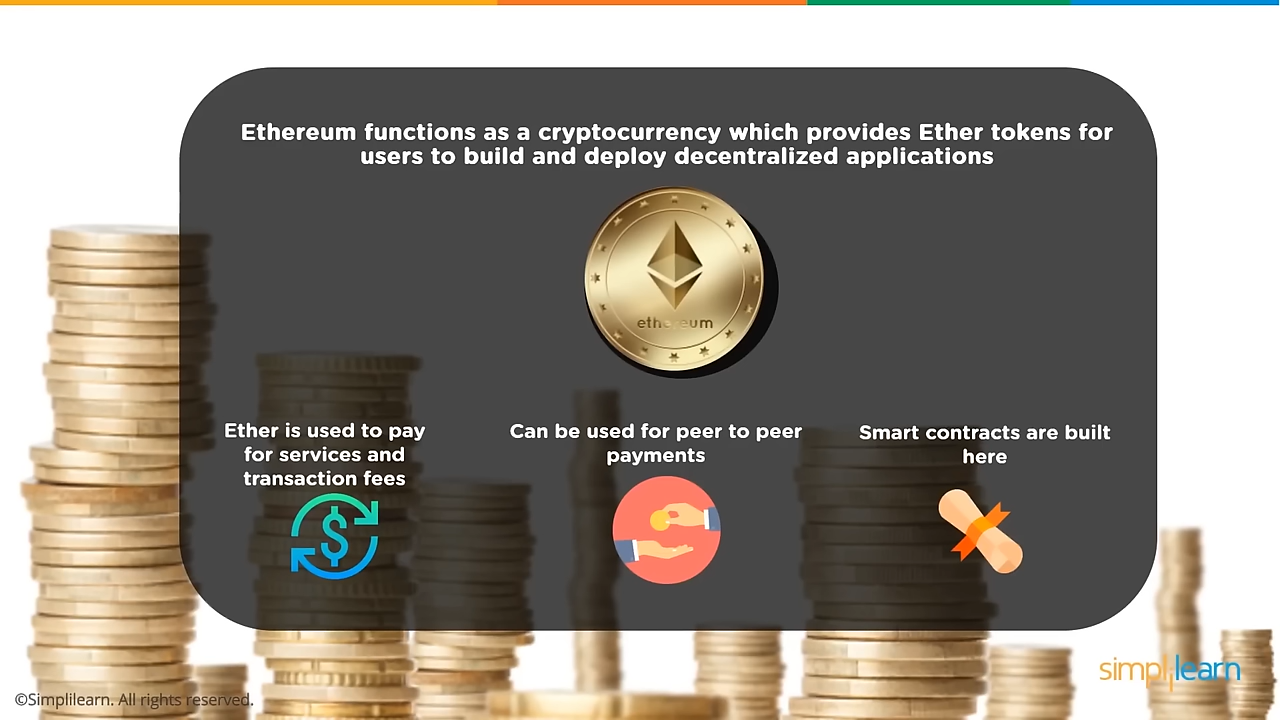 Ethereum functions as a cryptocurrency which provides Ether tokens for
users to build and deploy decentralized applications
ethereum
Ether is used to pay
for services and
transaction fees
Can be used for peer to peer
payments
Smart contracts are built
here
simplilearn
©Simplilearn. All rights reserved.